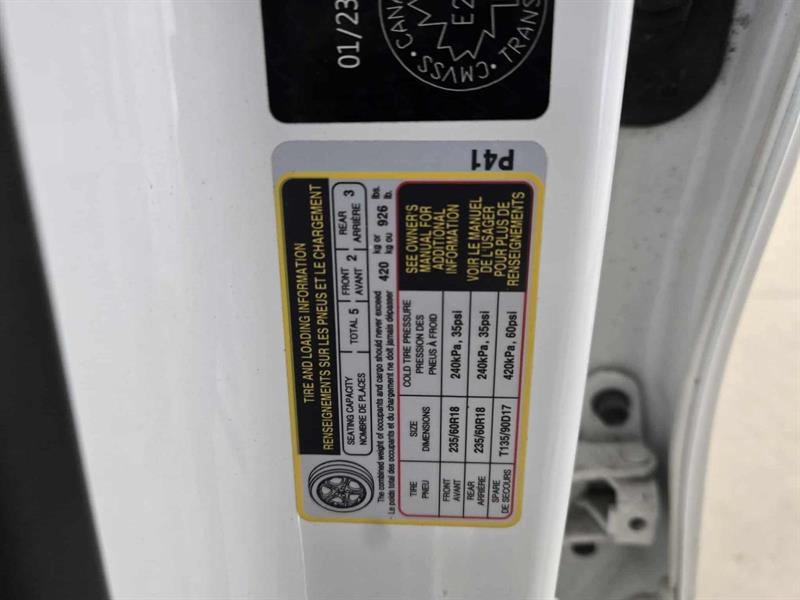 01/23
CMVSS · CANA
TRANS
E2
P41
TIRE AND LOADING INFORMATION
RENSEIGNEMENTS SUR LES PNEUS ET LE CHARGEMENT
SEATING CAPACITY
NOMBRE DE PLACES
TOTAL 5
FRONT
AVANT 2
REAR
ARRIÈRE 3
The combined weight of occupants and cargo should never exceed 420 kg or 926 lbs.
Le poids total des occupants et du chargement ne doit jamais dépasser kg ou lb.
TIRE
PNEU
SIZE
DIMENSIONS
COLD TIRE PRESSURE
PRESSION DES
PNEUS À FROID
SEE OWNER'S
MANUAL FOR
ADDITIONAL
INFORMATION
VOIR LE MANUEL
DE L'USAGER
POUR PLUS DE
RENSEIGNEMENTS
FRONT
AVANT
235/60R18
240kPa, 35psi
REAR
ARRIÈRE
235/60R18
240kPa, 35psi
SPARE
DE SECOURS
T135/90D17
420kPa, 60psi